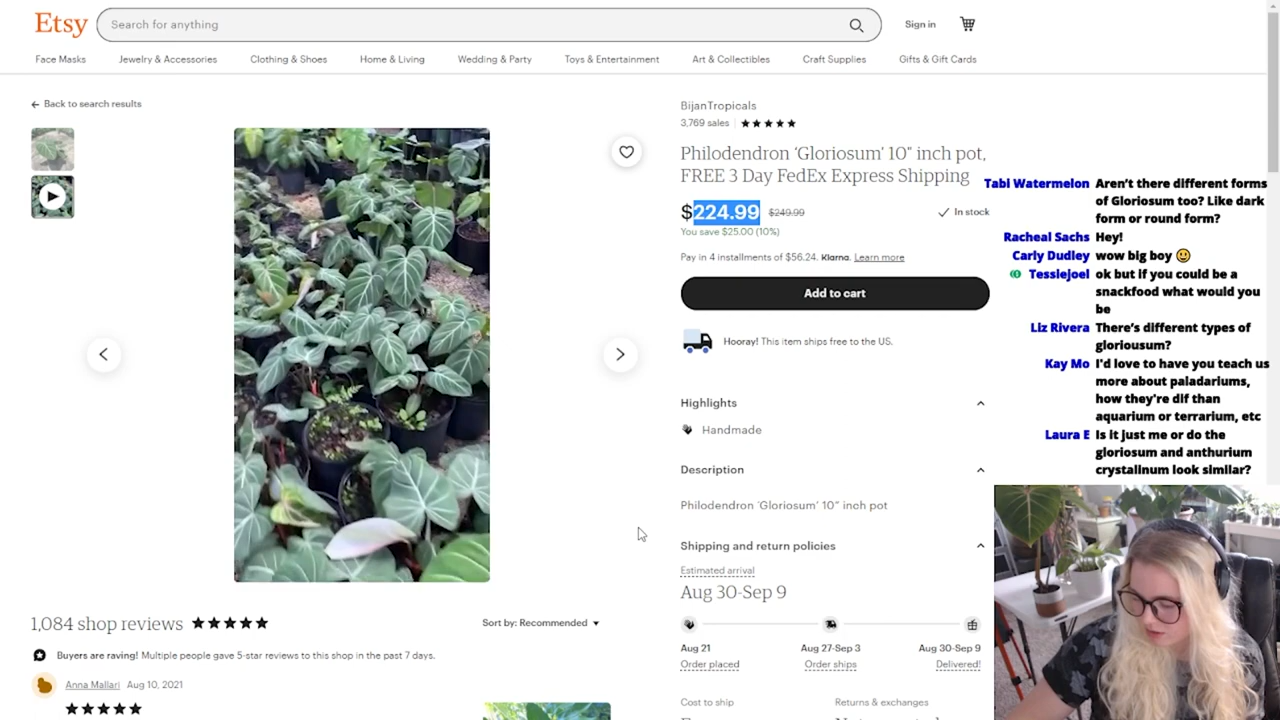 Etsy
Search for anything
Sign in
Face Masks
Jewelry & Accessories
Clothing & Shoes
Home & Living
Wedding & Party
Toys & Entertainment
Art & Collectibles
Craft Supplies
Gifts & Gift Cards
Back to search results
BijanTropicals
3,769 sales
Philodendron 'Gloriosum' 10" inch pot,
FREE 3 Day FedEx Express Shipping
$224.99 $249.99
In stock
You save $25.00 (10%)
Pay in 4 installments of $56.24. Klarna. Learn more
Add to cart
Hooray! This item ships free to the US.
Highlights
Handmade
Description
Philodendron 'Gloriosum' 10" inch pot
Shipping and return policies
Estimated arrival
Aug 30-Sep 9
Aug 21
Order placed
Aug 27-Sep 3
Order ships
Aug 30-Sep 9
Delivered!
Cost to ship
Returns & exchanges
1,084 shop reviews
Sort by: Recommended
Buyers are raving! Multiple people gave 5-star reviews to this shop in the past 7 days.
Anna Mallari Aug 10, 2021
Tabi Watermelon Aren't there different forms
of Gloriosum too? Like dark
form or round form?
Racheal Sachs Hey!
Carly Dudley wow big boy
Tessiejoel ok but if you could be a
snackfood what would you
be
Liz Rivera There's different types of
gloriousum?
Kay Mo I'd love to have you teach us
more about paladariums,
how they're dif than
aquarium or terrarium, etc
Laura E Is it just me or do the
gloriosum and anthurium
crystalinum look similar?